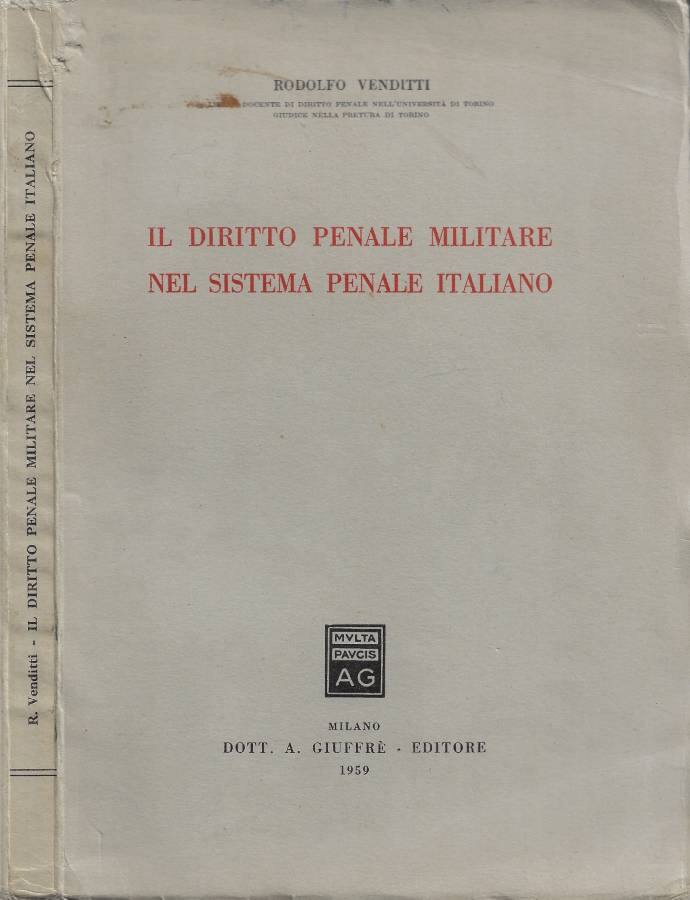 R. Venditti - IL DIRITTO PENALE MILITARE NEL SISTEMA PENALE ITALIANO
RODOLFO VENDITTI
DOCENTE DI DIRITTO PENALE NELL'UNIVERSITÀ DI TORINO
GIUDICE NELLA PRETURA DI TORINO
IL DIRITTO PENALE MILITARE
NEL SISTEMA PENALE ITALIANO
MVLTA
PAVCIS
AG
MILANO
DOTT. A. GIUFFRÈ - EDITORE
1959